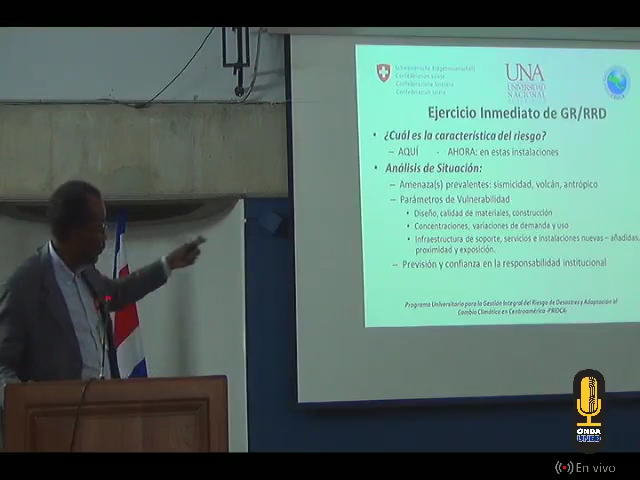 Schweizerische Eidgenossenschaft
Confédération suisse
Confederazione Svizzera
Confederaziun svizra
UNA
UNIVERSIDAD
NACIONAL
Ejercicio Inmediato de GR/RRD
• ¿Cuál es la característica del riesgo?
– AQUÍ - AHORA: en estas instalaciones
• Análisis de Situación:
– Amenaza(s) prevalentes: sismicidad, volcán, antrópico
– Parámetros de Vulnerabilidad
• Diseño, calidad de materiales, construcción
• Concentraciones, variaciones de demanda y uso
• Infraestructura de soporte, servicios e instalaciones nuevas – añadidas,
proximidad y exposición.
– Previsión y confianza en la responsabilidad institucional
Programa Universitario para la Gestión Integral del Riesgo de Desastres y Adaptación al
Cambio Climático en Centroamérica -PRIDCA-
ONDA
UNED
En vivo